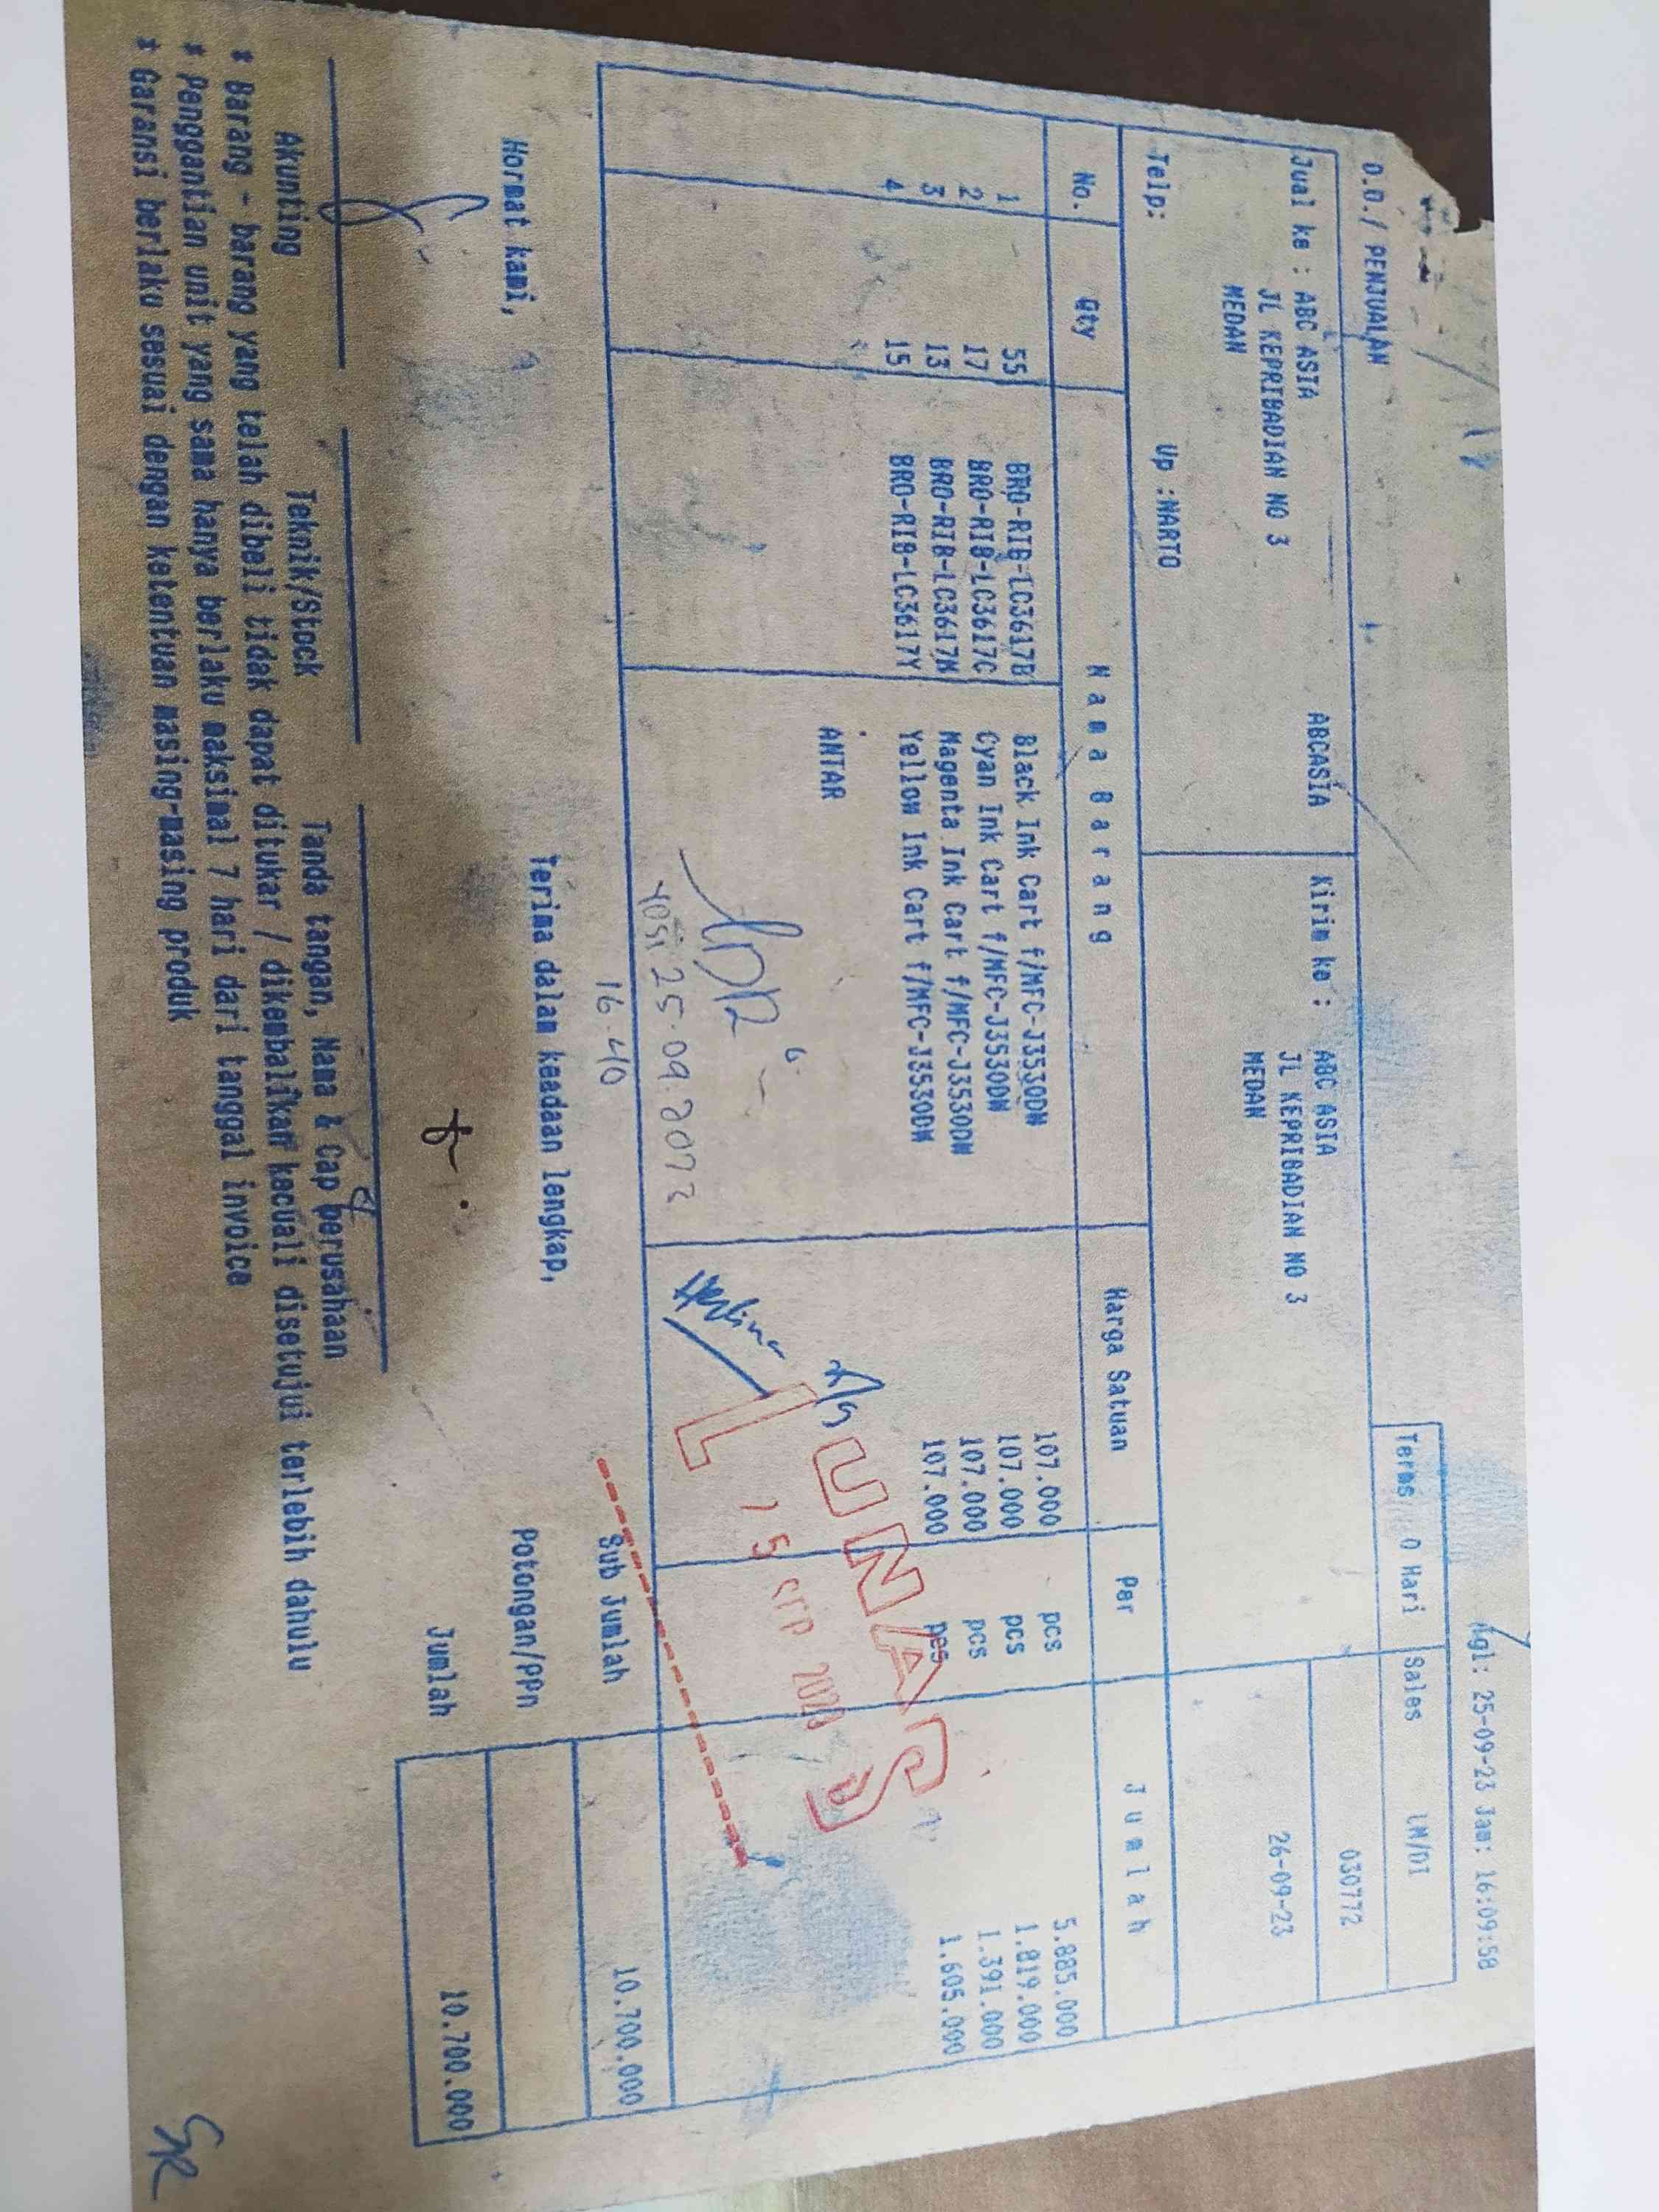 Tgl: 25-09-23 Jam: 16:09:58
D.O./ PENJUALAN
Terms 0 Hari Sales LM/DI
Jual ke : ABC ASIA ABCASIA
JL KEPRIBADIAN NO 3
MEDAN
Telp: Up :NARTO
Kirim ke : ABC ASIA
JL KEPRIBADIAN NO 3
MEDAN
030772
26-09-23
No. Qty Nama Barang Harga Satuan Per Jumlah
1 55 BRO-RIB-LC3617B Black Ink Cart f/MFC-J3530DW 107.000 pcs 5.885.000
2 17 BRO-RIB-LC3617C Cyan Ink Cart f/MFC-J3530DW 107.000 pcs 1.819.000
3 13 BRO-RIB-LC3617M Magenta Ink Cart f/MFC-J3530DW 107.000 pcs 1.391.000
4 15 BRO-RIB-LC3617Y Yellow Ink Cart f/MFC-J3530DW 107.000 pcs 1.605.000
ANTAR
LUNAS
Yosi 25.09.2023
16.40
Sub Jumlah 10.700.000
Hormat kami, Terima dalam keadaan lengkap,
Potongan/PPn
Jumlah 10.700.000
Akunting Teknik/Stock Tanda tangan, Nama & Cap perusahaan
* Barang - barang yang telah dibeli tidak dapat ditukar / dikembalikan kecuali disetujui terlebih dahulu
* Penggantian unit yang sama hanya berlaku maksimal 7 hari dari tanggal invoice
* Garansi berlaku sesuai dengan ketentuan masing-masing produk
SR